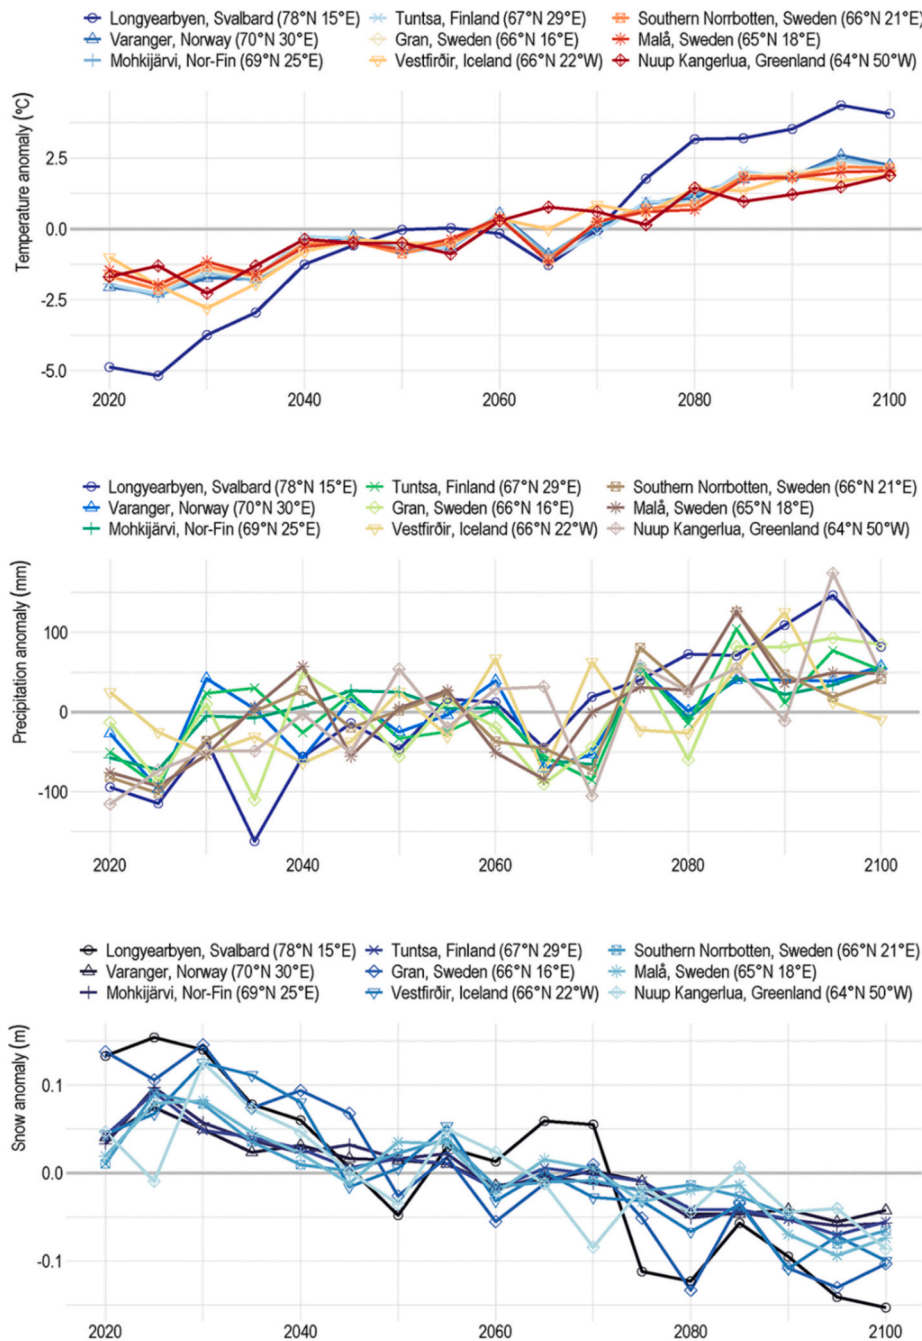 Longyearbyen, Svalbard (78°N 15°E) Tuntsa, Finland (67°N 29°E) Southern Norrbotten, Sweden (66°N 21°E)
Varanger, Norway (70°N 30°E) Gran, Sweden (66°N 16°E) Malå, Sweden (65°N 18°E)
Mohkijärvi, Nor-Fin (69°N 25°E) Vestfirðir, Iceland (66°N 22°W) Nuup Kangerlua, Greenland (64°N 50°W)
Temperature anomaly (°C)
2.5
0.0
-2.5
-5.0
2020 2040 2060 2080 2100
Longyearbyen, Svalbard (78°N 15°E) Tuntsa, Finland (67°N 29°E) Southern Norrbotten, Sweden (66°N 21°E)
Varanger, Norway (70°N 30°E) Gran, Sweden (66°N 16°E) Malå, Sweden (65°N 18°E)
Mohkijärvi, Nor-Fin (69°N 25°E) Vestfirðir, Iceland (66°N 22°W) Nuup Kangerlua, Greenland (64°N 50°W)
Precipitation anomaly (mm)
100
0
-100
2020 2040 2060 2080 2100
Longyearbyen, Svalbard (78°N 15°E) Tuntsa, Finland (67°N 29°E) Southern Norrbotten, Sweden (66°N 21°E)
Varanger, Norway (70°N 30°E) Gran, Sweden (66°N 16°E) Malå, Sweden (65°N 18°E)
Mohkijärvi, Nor-Fin (69°N 25°E) Vestfirðir, Iceland (66°N 22°W) Nuup Kangerlua, Greenland (64°N 50°W)
Snow anomaly (m)
0.1
0.0
-0.1
2020 2040 2060 2080 2100